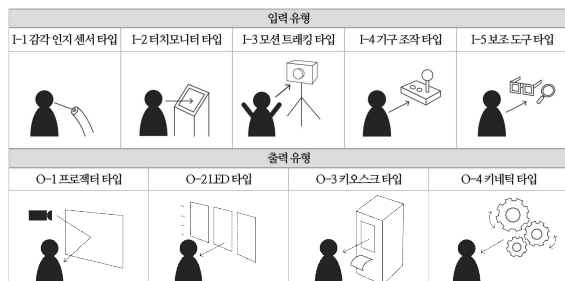 입력 유형
I-1 감각 인지 센서 타입 I-2 터치모니터 타입 I-3 모션 트래킹 타입 I-4 기구 조작 타입 I-5 보조 도구 타입
출력 유형
O-1 프로젝터 타입 O-2 LED 타입 O-3 키오스크 타입 O-4 키네틱 타입